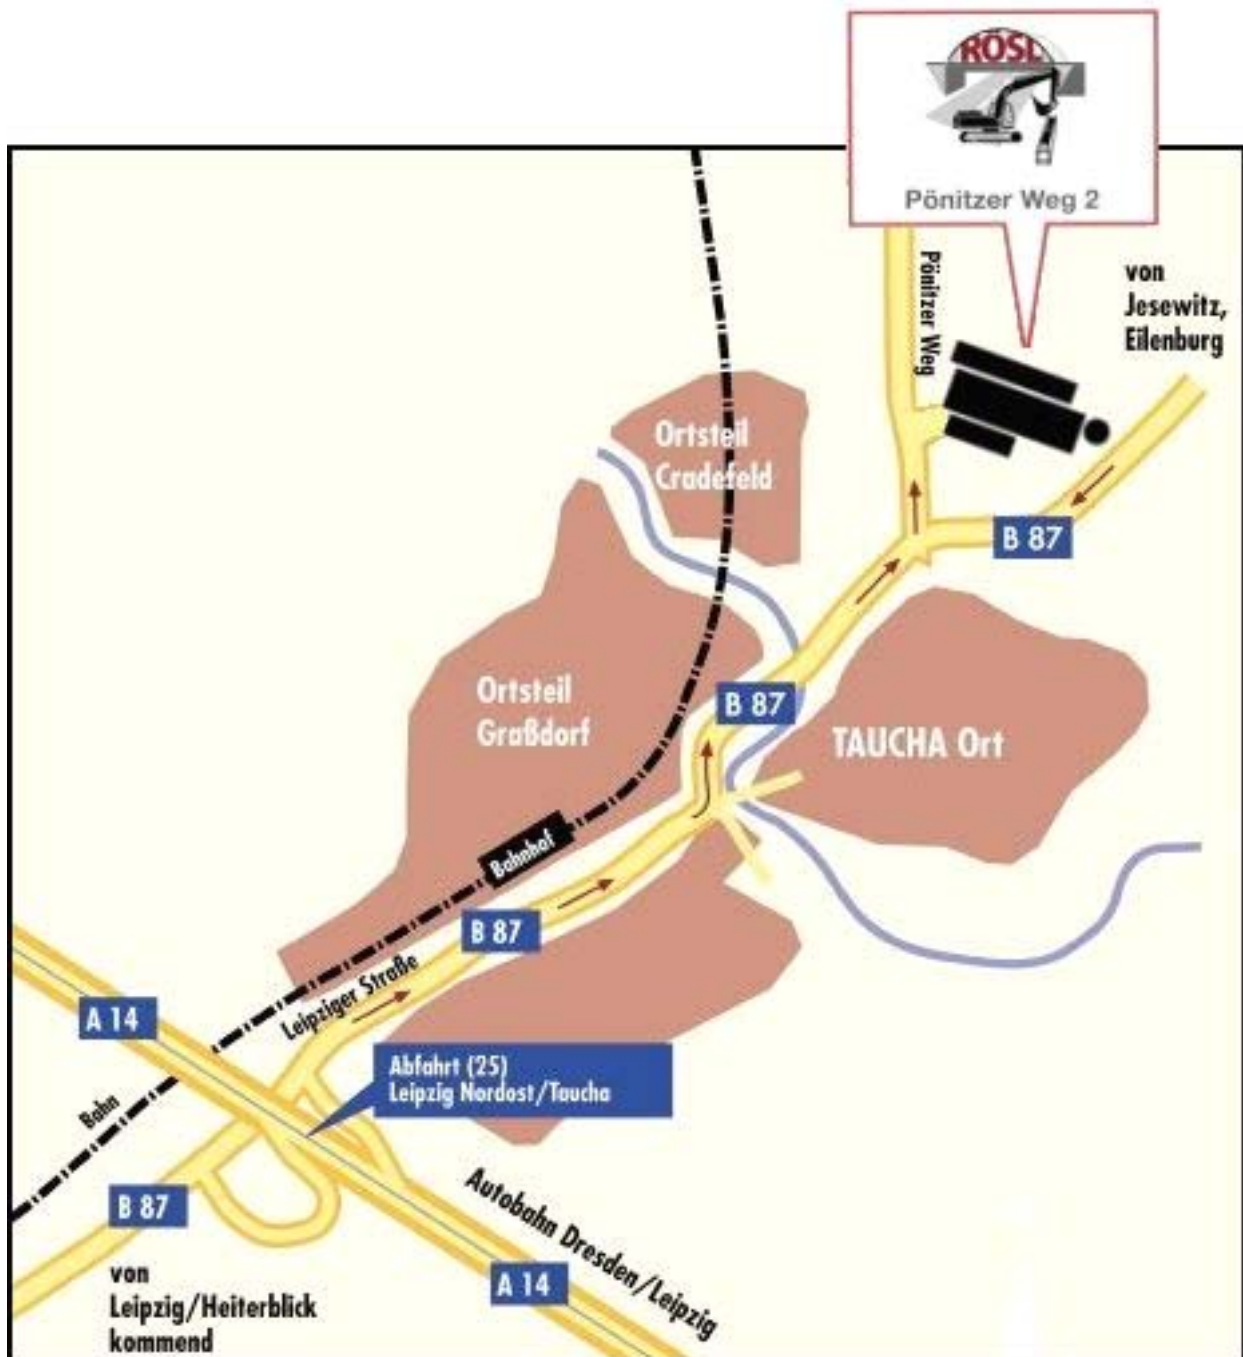 RÖSL
Pönitzer Weg 2
Pönitzer Weg
von
Jesewitz,
Eilenburg
Ortsteil
Cradefeld
B 87
Ortsteil
Graßdorf
B 87
TAUCHA Ort
Bahnhof
B 87
Leipziger Straße
A 14
Abfahrt (25)
Leipzig Nordost/Taucha
Bahn
B 87
Autobahn Dresden/Leipzig
A 14
von
Leipzig/Heiterblick
kommend